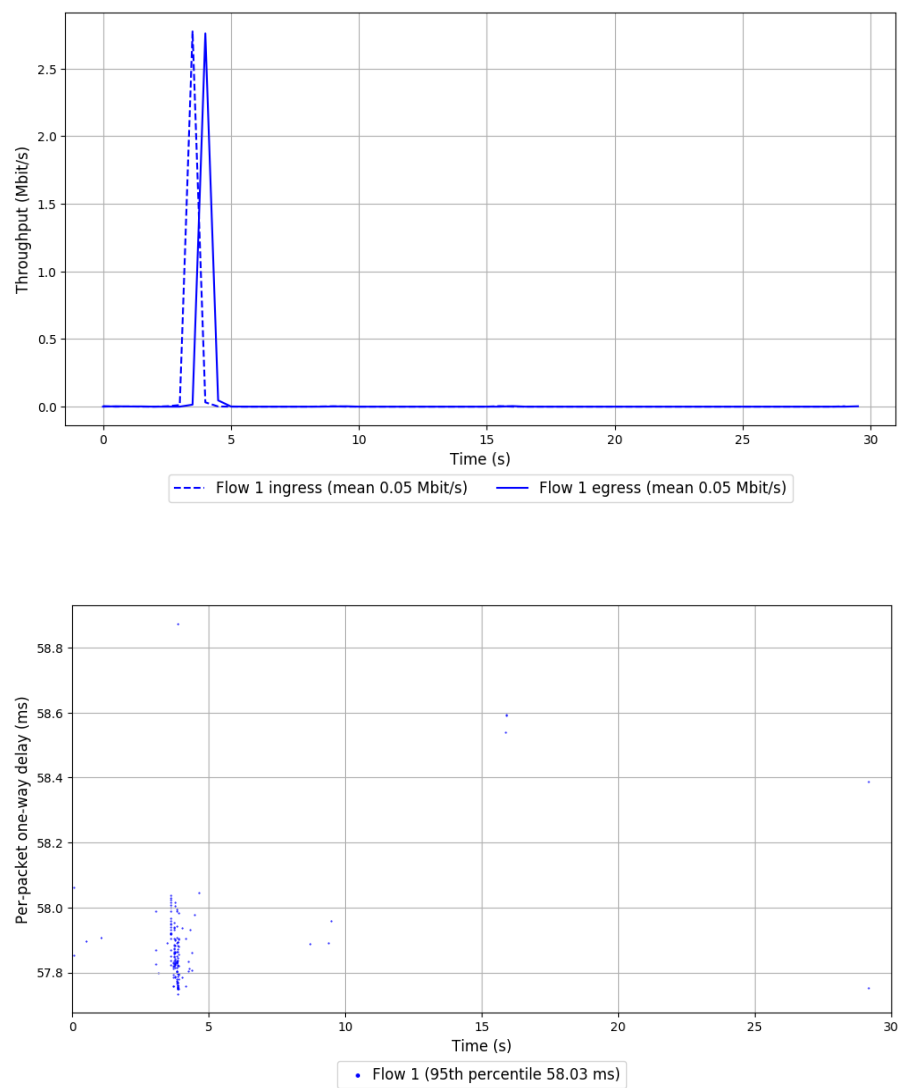 2.5
2.0
1.5
1.0
0.5
0.0
Throughput (Mbit/s)
0 5 10 15 20 25 30
Time (s)
Flow 1 ingress (mean 0.05 Mbit/s) Flow 1 egress (mean 0.05 Mbit/s)
58.8
58.6
58.4
58.2
58.0
57.8
Per-packet one-way delay (ms)
0 5 10 15 20 25 30
Time (s)
Flow 1 (95th percentile 58.03 ms)